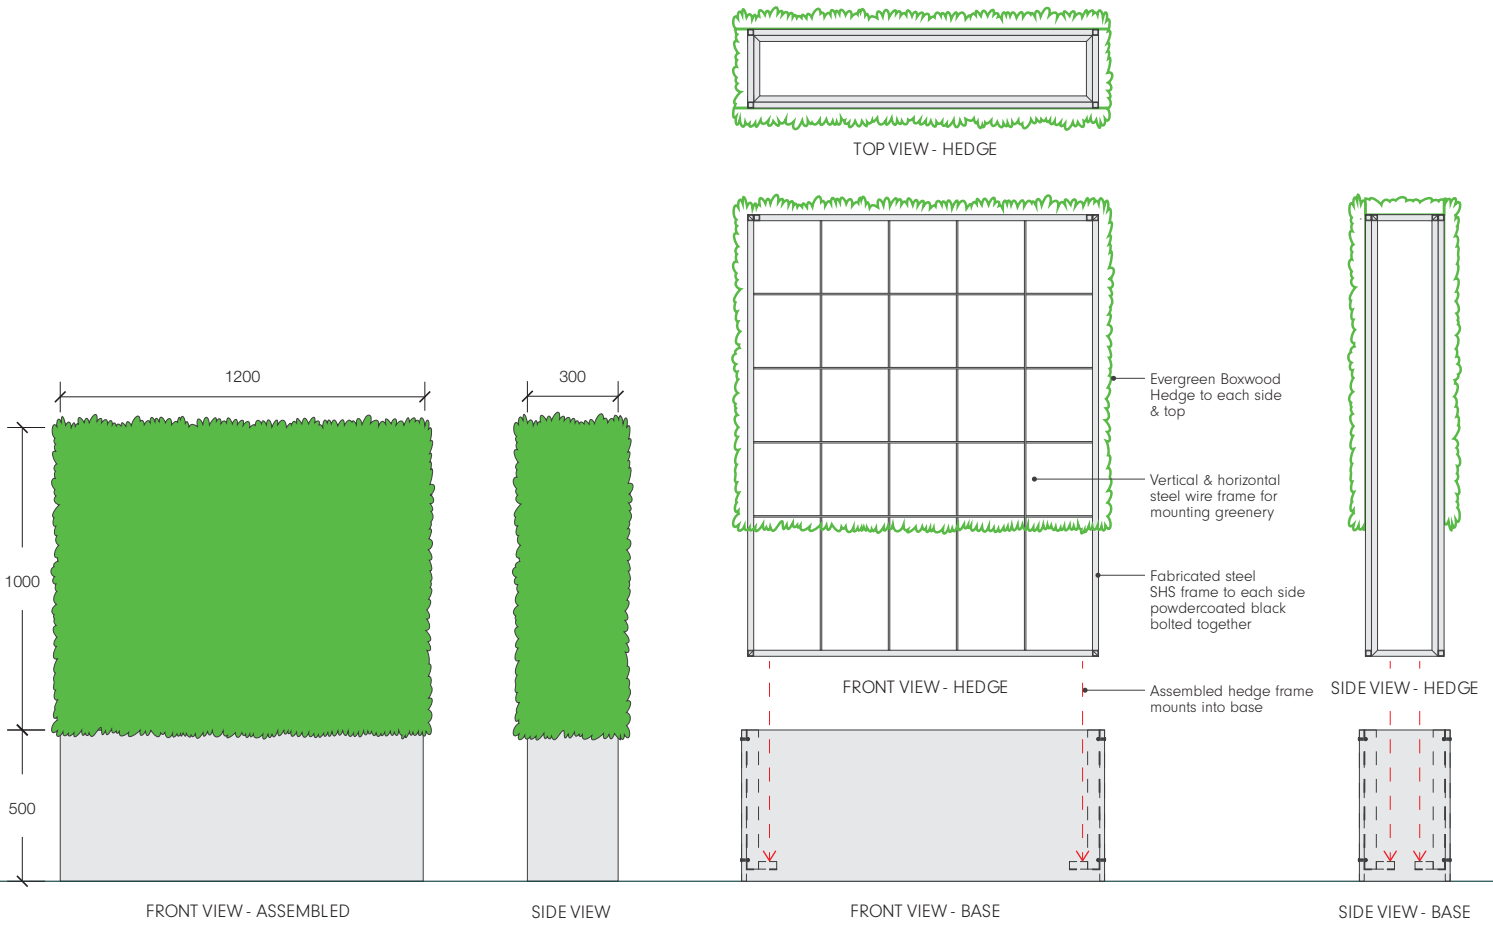 TOP VIEW - HEDGE
1200
300
1000
500
Evergreen Boxwood
Hedge to each side
& top
Vertical & horizontal
steel wire frame for
mounting greenery
Fabricated steel
SHS frame to each side
powdercoated black
bolted together
FRONT VIEW - HEDGE
SIDE VIEW - HEDGE
Assembled hedge frame
mounts into base
FRONT VIEW - ASSEMBLED
SIDE VIEW
FRONT VIEW - BASE
SIDE VIEW - BASE